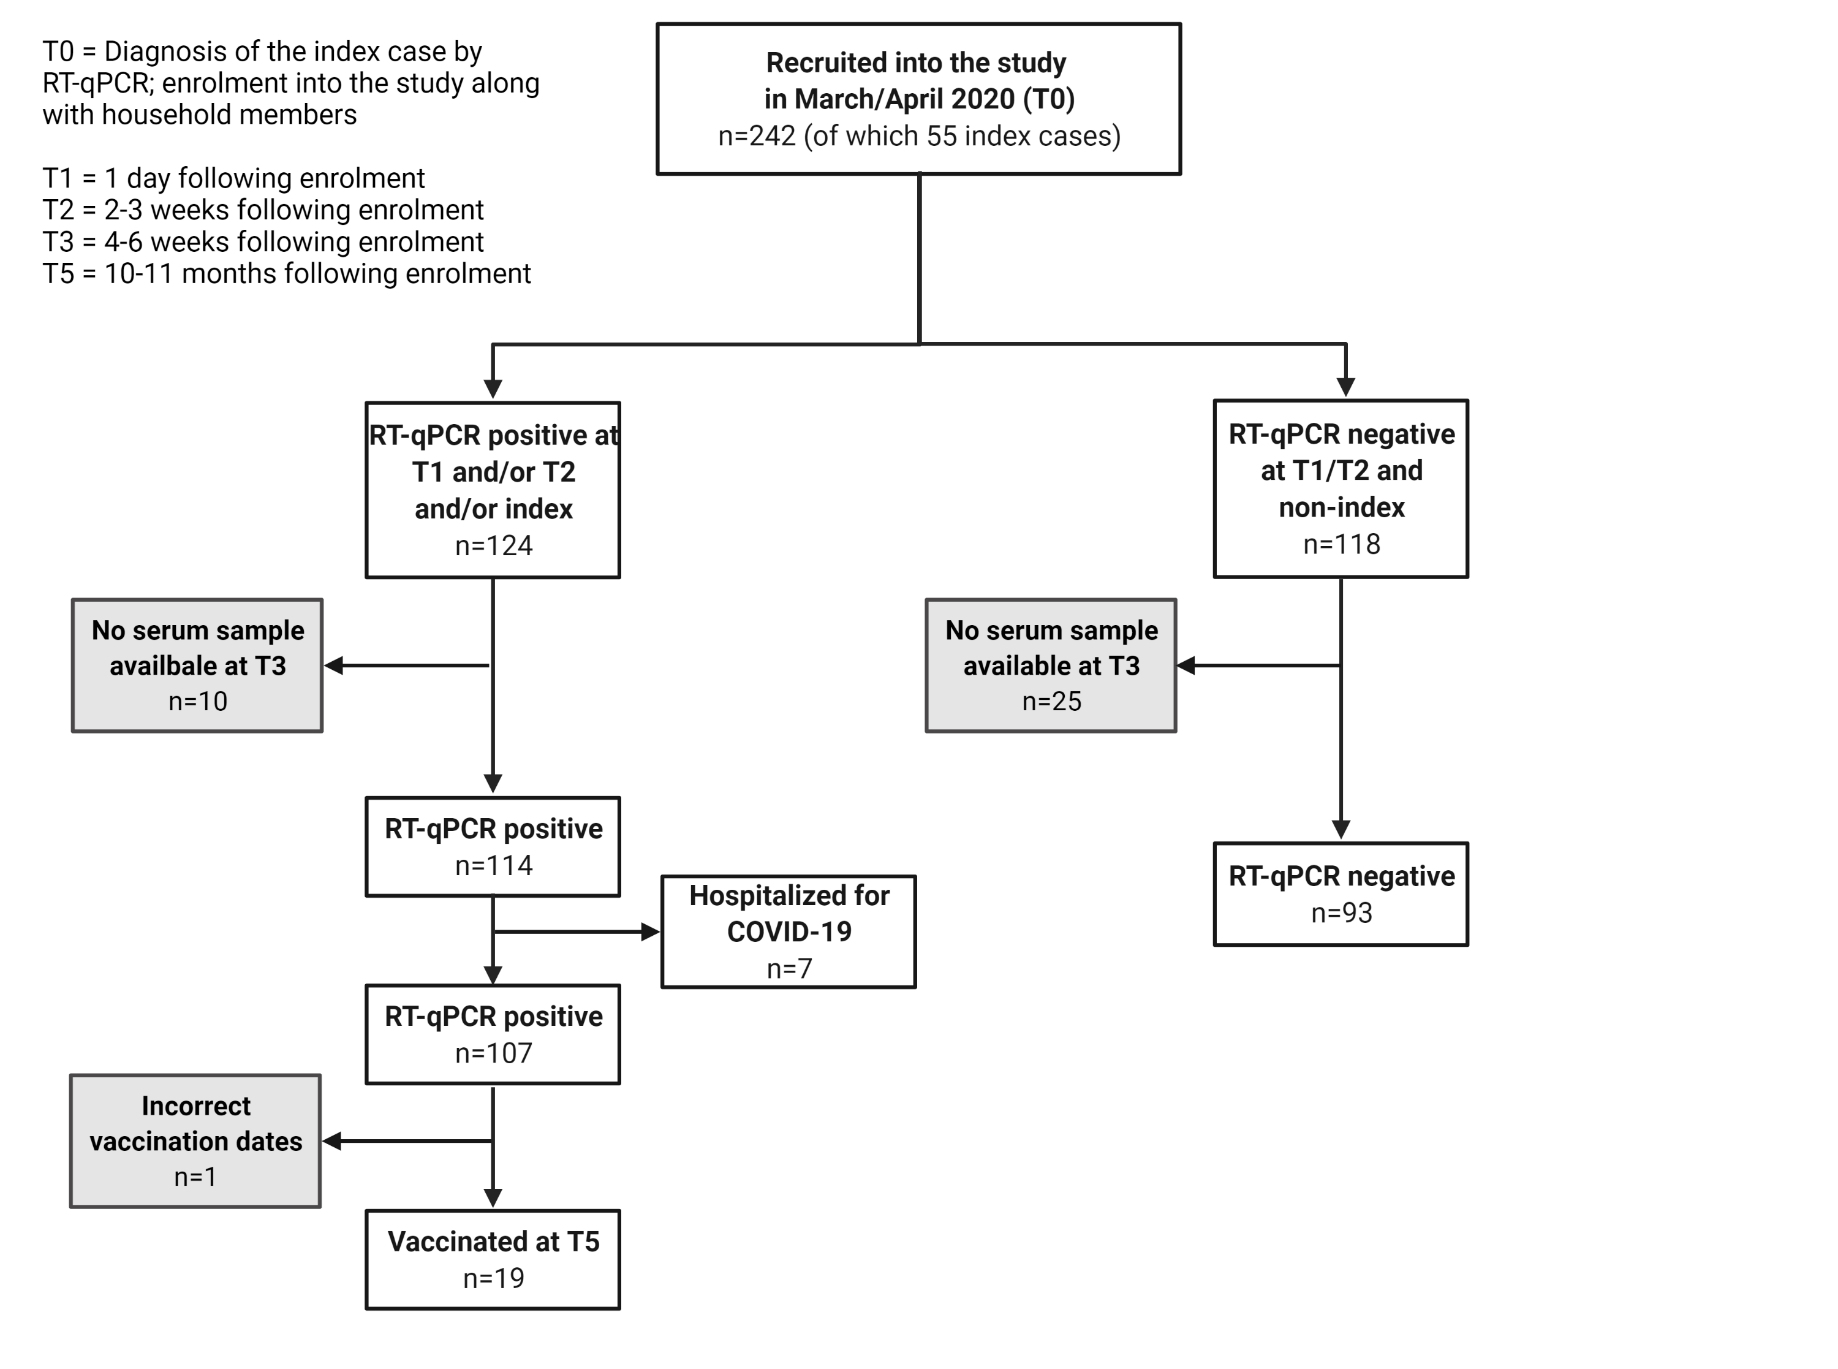 T0 = Diagnosis of the index case by
RT-qPCR; enrolment into the study along
with household members
T1 = 1 day following enrolment
T2 = 2-3 weeks following enrolment
T3 = 4-6 weeks following enrolment
T5 = 10-11 months following enrolment
Recruited into the study
in March/April 2020 (T0)
n=242 (of which 55 index cases)
RT-qPCR positive at
T1 and/or T2
and/or index
n=124
RT-qPCR negative
at T1/T2 and
non-index
n=118
No serum sample
availbale at T3
n=10
No serum sample
available at T3
n=25
RT-qPCR positive
n=114
Hospitalized for
COVID-19
n=7
RT-qPCR negative
n=93
RT-qPCR positive
n=107
Incorrect
vaccination dates
n=1
Vaccinated at T5
n=19